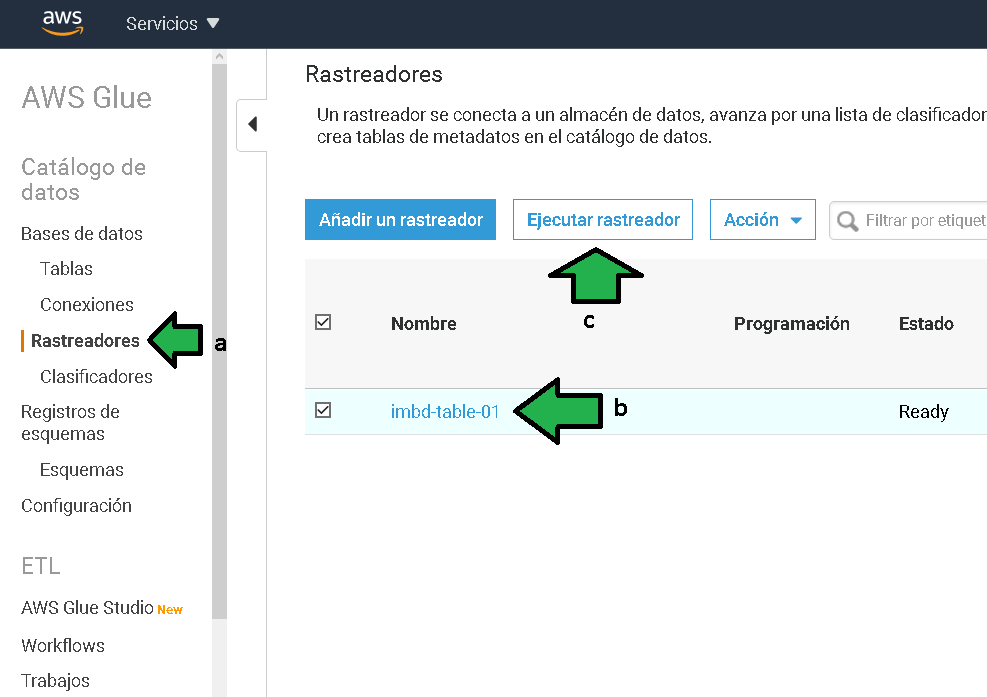 aws Servicios
AWS Glue
Catálogo de
datos
Bases de datos
Tablas
Conexiones
Rastreadores a
Clasificadores
Registros de
esquemas
Esquemas
Configuración
ETL
AWS Glue Studio New
Workflows
Trabajos
Rastreadores
Un rastreador se conecta a un almacén de datos, avanza por una lista de clasificador
crea tablas de metadatos en el catálogo de datos.
Añadir un rastreador Ejecutar rastreador Acción Filtrar por etiquet
c
Nombre Programación Estado
imbd-table-01 b Ready